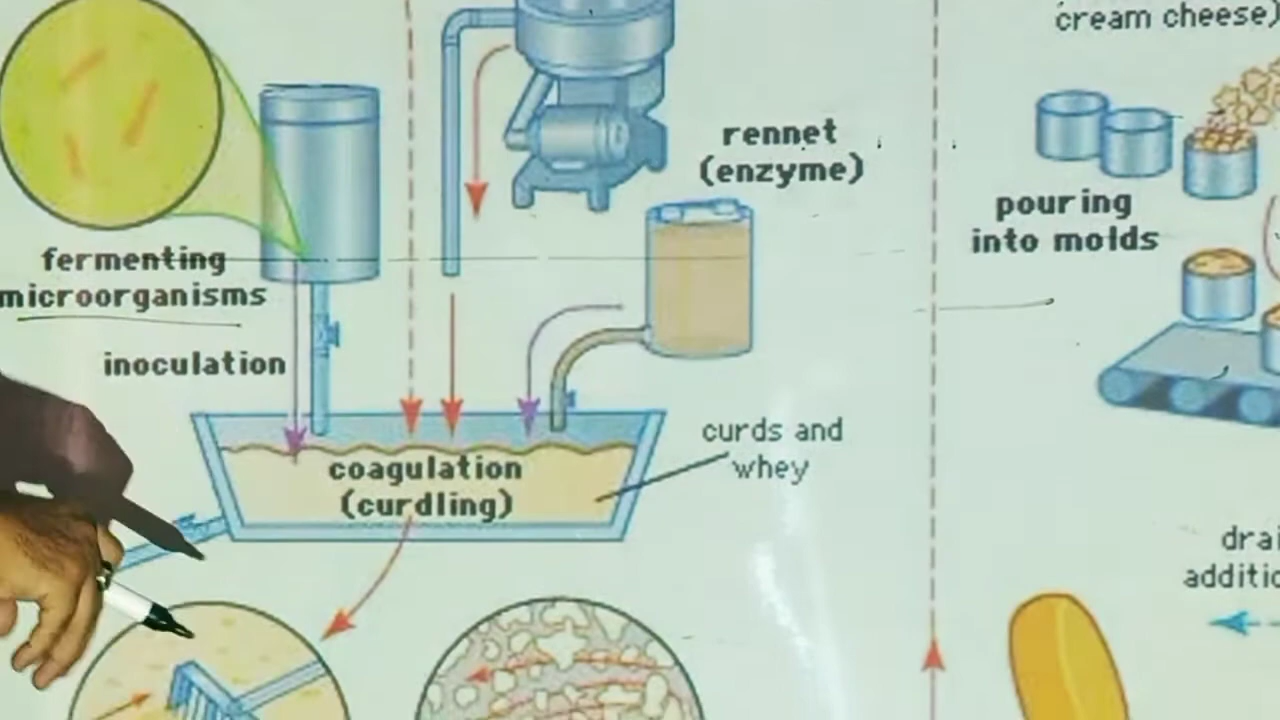 cream cheese)
rennet
(enzyme)
pouring
into molds
fermenting
microorganisms
inoculation
curds and
whey
coagulation
(curdling)
drai
additio